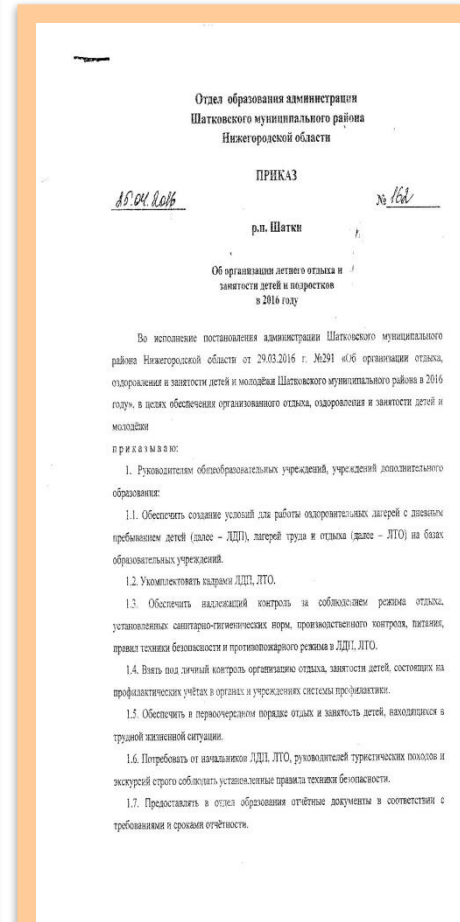 Отдел образования администрации
Шатковского муниципального района
Нижегородской области
ПРИКАЗ
25.04.2016 № 162
р.п. Шатки
Об организации летнего отдыха и
занятости детей и подростков
в 2016 году
Во исполнение постановления администрации Шатковского муниципального
района Нижегородской области от 29.03.2016 г. №291 «Об организации отдыха,
оздоровления и занятости детей и молодёжи Шатковского муниципального района в 2016
году», в целях обеспечения организованного отдыха, оздоровления и занятости детей и
молодёжи
п р и к а з ы в а ю:
1. Руководителям общеобразовательных учреждений, учреждений дополнительного
образования:
1.1. Обеспечить создание условий для работы оздоровительных лагерей с дневным
пребыванием детей (далее – ЛДП), лагерей труда и отдыха (далее – ЛТО) на базах
образовательных учреждений.
1.2. Укомплектовать кадрами ЛДП, ЛТО.
1.3. Обеспечить надлежащий контроль за соблюдением режима отдыха,
установленных санитарно-гигиенических норм, производственного контроля, питания,
правил техники безопасности и противопожарного режима в ЛДП, ЛТО.
1.4. Взять под личный контроль организацию отдыха, занятости детей, состоящих на
профилактических учётах в органах и учреждениях системы профилактики.
1.5. Обеспечить в первоочередном порядке отдых и занятость детей, находящихся в
трудной жизненной ситуации.
1.6. Потребовать от начальников ЛДП, ЛТО, руководителей туристических походов и
экскурсий строго соблюдать установленные правила техники безопасности.
1.7. Предоставлять в отдел образования отчётные документы в соответствии с
требованиями и сроками отчётности.